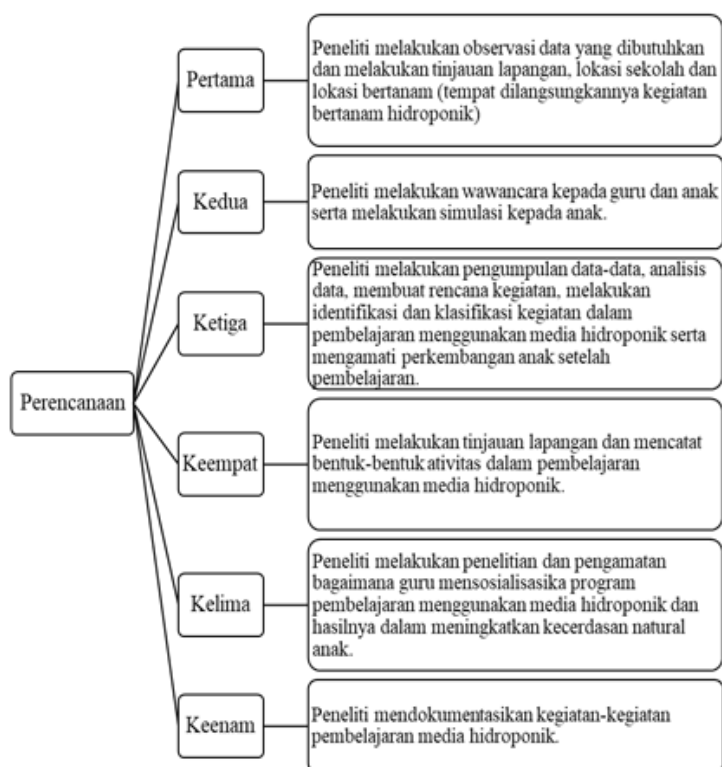 Perencanaan
Pertama
Peneliti melakukan observasi data yang dibutuhkan
dan melakukan tinjauan lapangan, lokasi sekolah dan
lokasi bertanam (tempat dilangsungkannya kegiatan
bertanam hidroponik)
Kedua
Peneliti melakukan wawancara kepada guru dan anak
serta melakukan simulasi kepada anak.
Ketiga
Peneliti melakukan pengumpulan data-data, analisis
data, membuat rencana kegiatan, melakukan
identifikasi dan klasifikasi kegiatan dalam
pembelajaran menggunakan media hidroponik serta
mengamati perkembangan anak setelah
pembelajaran.
Keempat
Peneliti melakukan tinjauan lapangan dan mencatat
bentuk-bentuk ativitas dalam pembelajaran
menggunakan media hidroponik.
Kelima
Peneliti melakukan penelitian dan pengamatan
bagaimana guru mensosialisasika program
pembelajaran menggunakan media hidroponik dan
hasilnya dalam meningkatkan kecerdasan natural
anak.
Keenam
Peneliti mendokumentasikan kegiatan-kegiatan
pembelajaran media hidroponik.